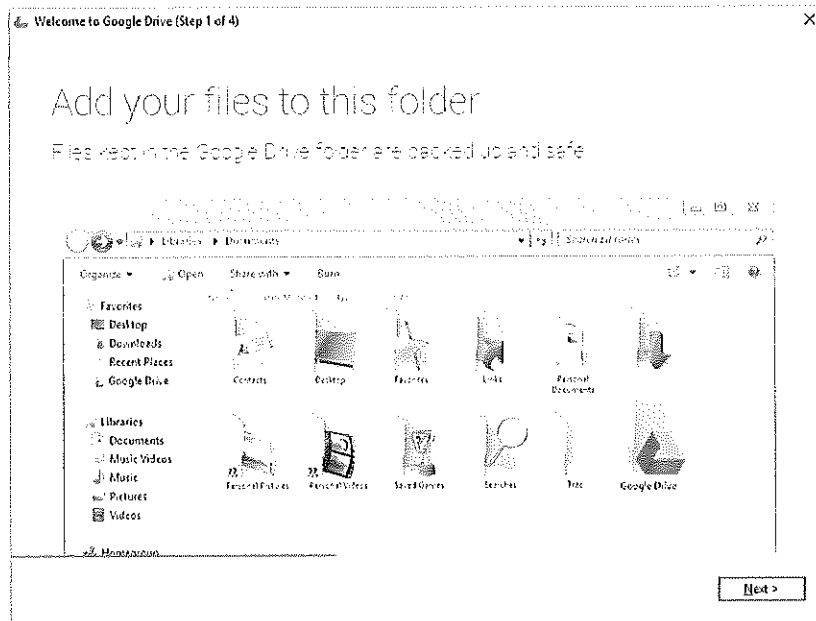 Welcome to Google Drive (Step 1 of 4)
Add your files to this folder
Files kept in the Google Drive folder are backed up and safe
Libraries Documents
Organize Open Share with Burn
Favorites
Desktop
Downloads
Recent Places
Google Drive
Contacts Desktop Favorites Links Personal Documents
Libraries
Documents
Music Videos
Music
Pictures
Videos
Personal Pictures Personal Videos Saved Games Searches Google Drive
Homegroup
Next >